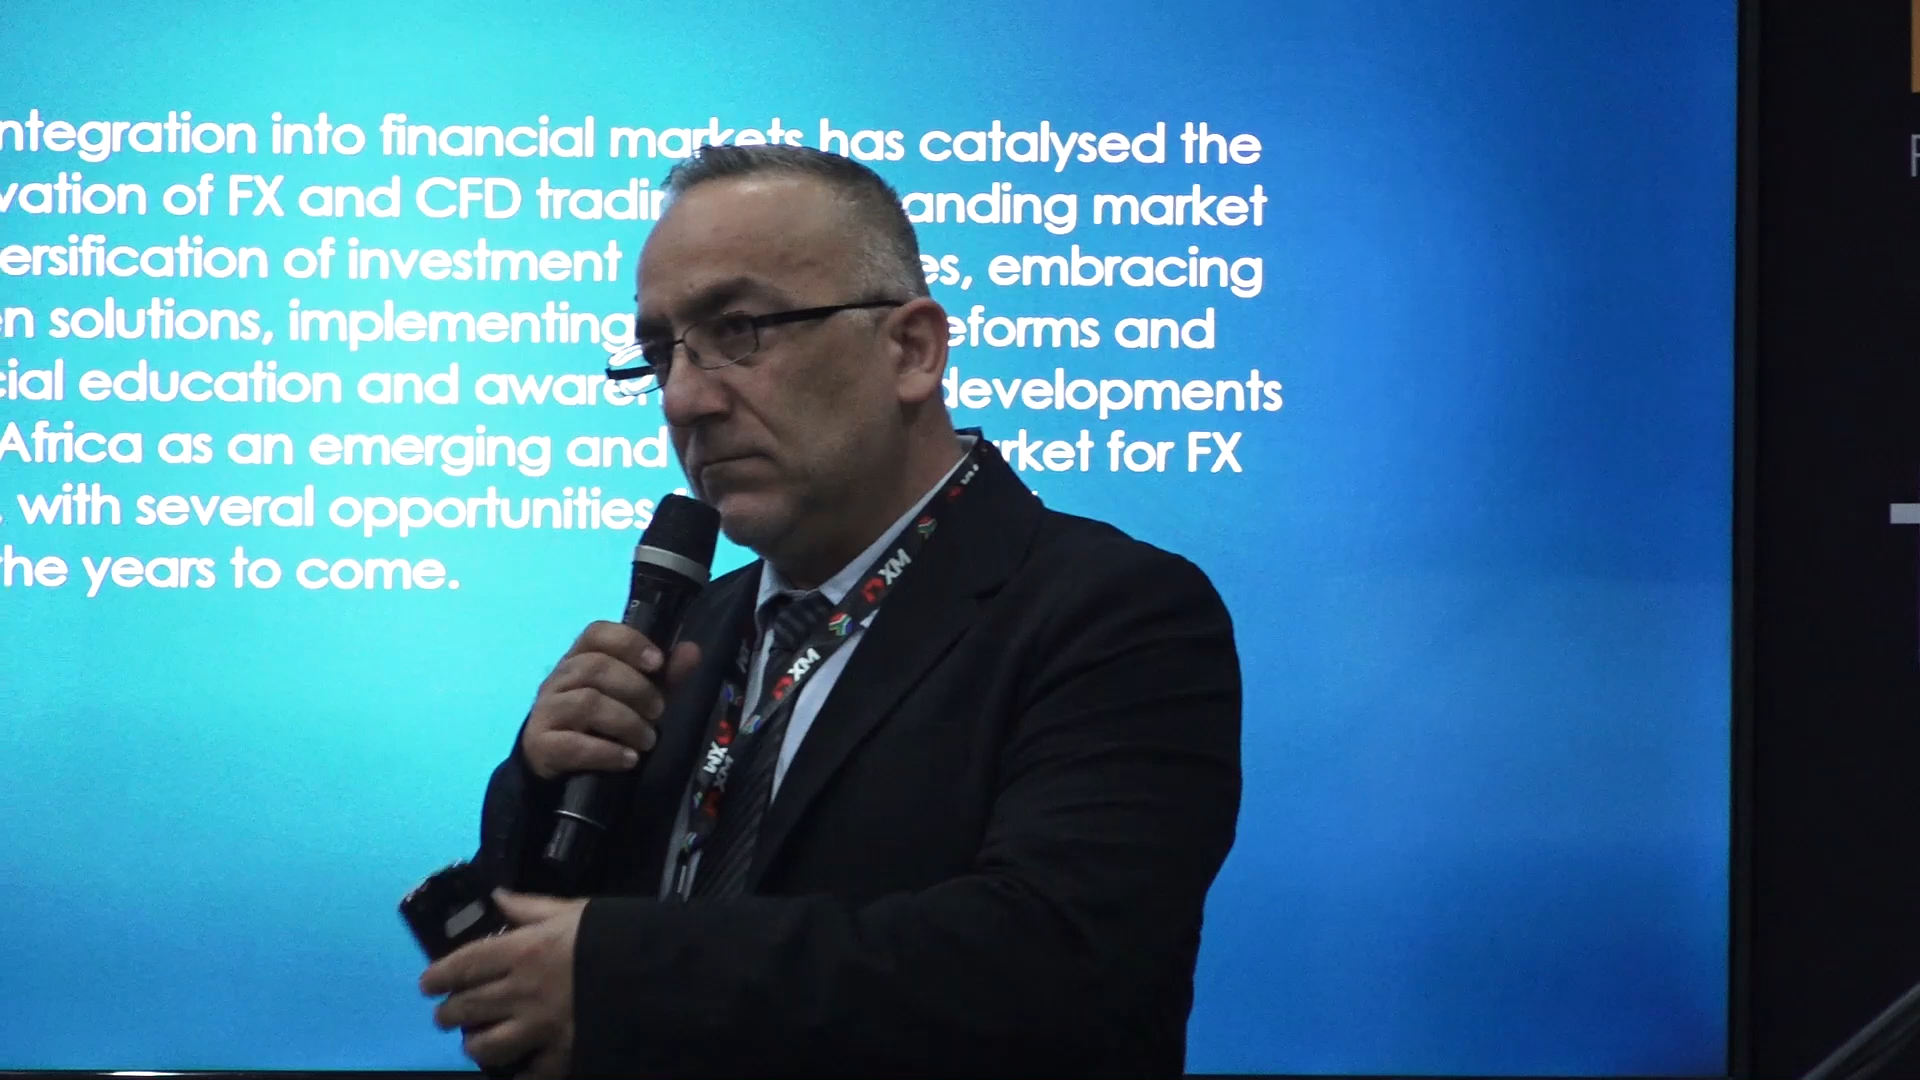 ntegration into financial markets has catalysed the
vation of FX and CFD tradin anding market
ersification of investment es, embracing
en solutions, implementing eforms and
cial education and awaren developments
Africa as an emerging and rket for FX
, with several opportunities
he years to come.
XM
XM
XM
XM